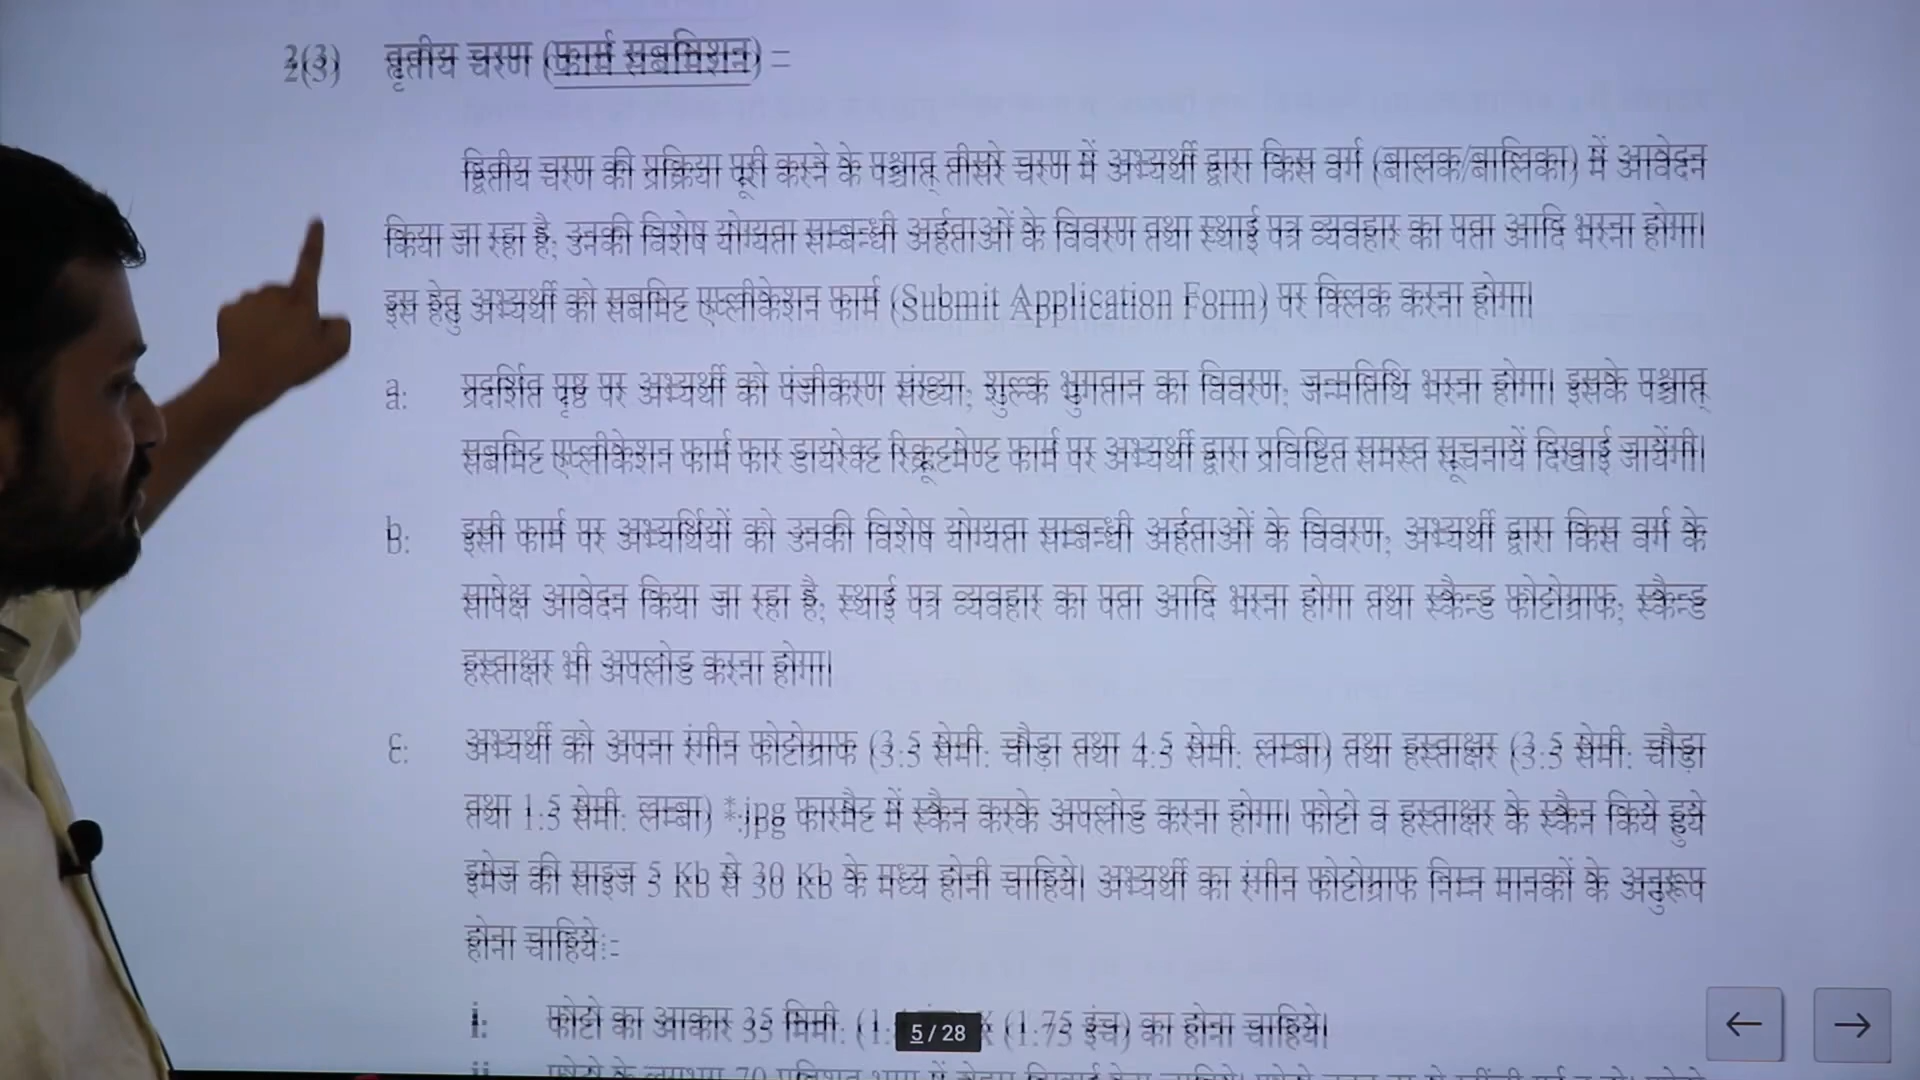 2(3) तृतीय चरण (फार्म सबमिशन) –
द्वितीय चरण की प्रक्रिया पूरी करने के पश्चात् तीसरे चरण में अभ्यर्थी द्वारा किस वर्ग (बालक/बालिका) में आवेदन
किया जा रहा है, उनकी विशेष योग्यता सम्बन्धी अर्हताओं के विवरण तथा स्थाई पत्र व्यवहार का पता आदि भरना होगा।
इस हेतु अभ्यर्थी को सबमिट एप्लीकेशन फार्म (Submit Application Form) पर क्लिक करना होगा।
a. प्रदर्शित पृष्ठ पर अभ्यर्थी को पंजीकरण संख्या, शुल्क भुगतान का विवरण, जन्मतिथि भरना होगा। इसके पश्चात्
सबमिट एप्लीकेशन फार्म फार डायरेक्ट रिक्रूटमेण्ट फार्म पर अभ्यर्थी द्वारा प्रविष्टित समस्त सूचनायें दिखाई जायेंगी।
b. इसी फार्म पर अभ्यर्थियों को उनकी विशेष योग्यता सम्बन्धी अर्हताओं के विवरण, अभ्यर्थी द्वारा किस वर्ग के
सापेक्ष आवेदन किया जा रहा है, स्थाई पत्र व्यवहार का पता आदि भरना होगा तथा स्कैन्ड फोटोग्राफ, स्कैन्ड
हस्ताक्षर भी अपलोड करना होगा।
c. अभ्यर्थी को अपना रंगीन फोटोग्राफ (3.5 सेमी. चौड़ा तथा 4.5 सेमी. लम्बा) तथा हस्ताक्षर (3.5 सेमी. चौड़ा
तथा 1.5 सेमी. लम्बा) *.jpg फारमैट में स्कैन करके अपलोड करना होगा। फोटो व हस्ताक्षर के स्कैन किये हुये
इमेज की साइज 5 Kb से 30 Kb के मध्य होनी चाहिये। अभ्यर्थी का रंगीन फोटोग्राफ निम्न मानकों के अनुरूप
होना चाहिये:-
i. फोटो का आकार 35 मिमी. (1. X (1.75 इंच) का होना चाहिये।
5 / 28
ii